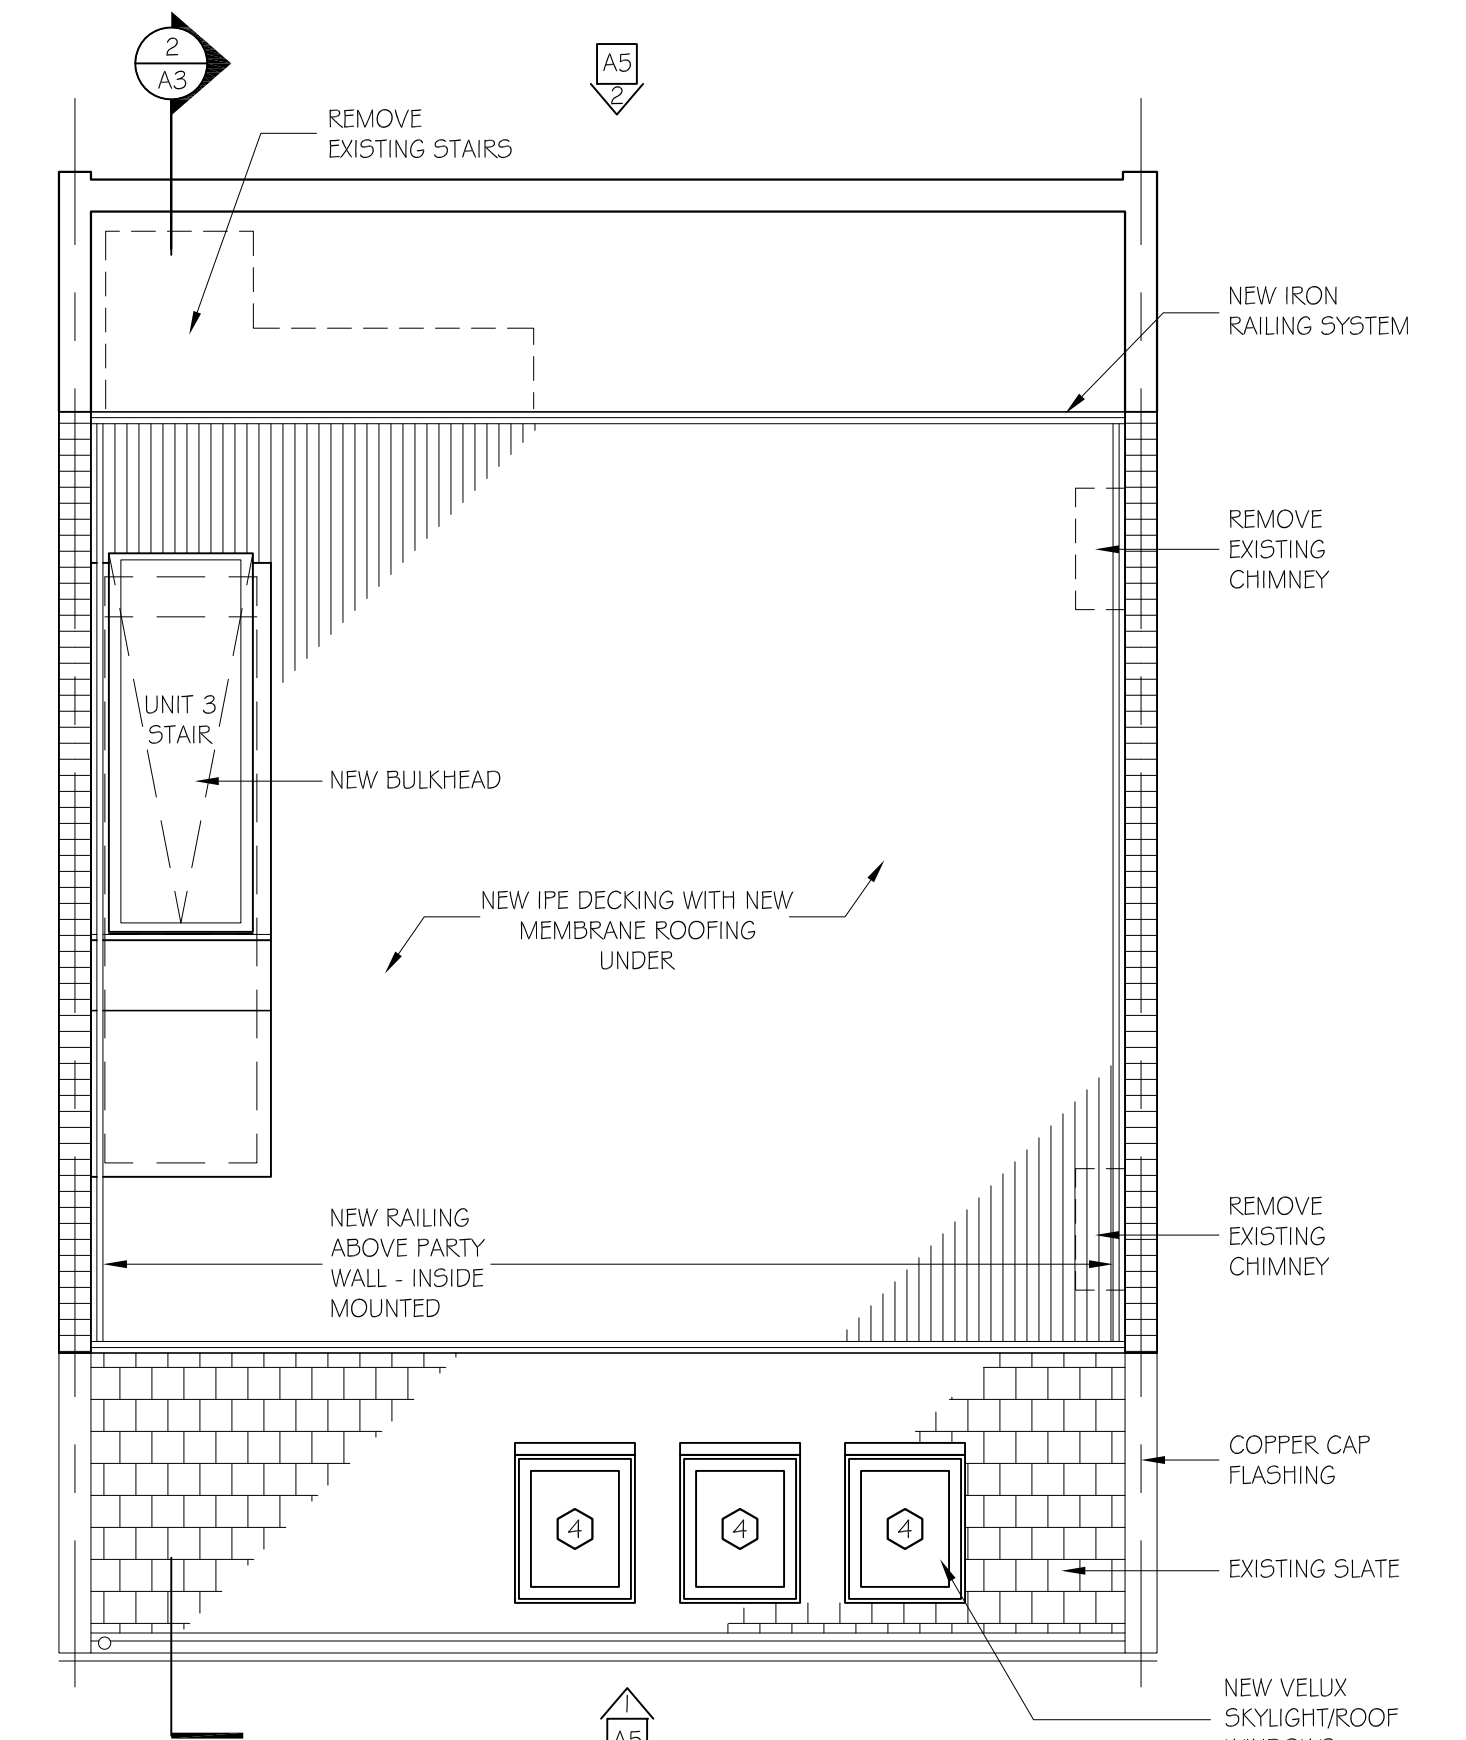 2
A3
A5
2
REMOVE
EXISTING STAIRS
NEW IRON
RAILING SYSTEM
REMOVE
EXISTING
CHIMNEY
UNIT 3
STAIR
NEW BULKHEAD
NEW IPE DECKING WITH NEW
MEMBRANE ROOFING
UNDER
NEW RAILING
ABOVE PARTY
WALL - INSIDE
MOUNTED
REMOVE
EXISTING
CHIMNEY
COPPER CAP
FLASHING
4
4
4
EXISTING SLATE
NEW VELUX
SKYLIGHT/ROOF
1
A5